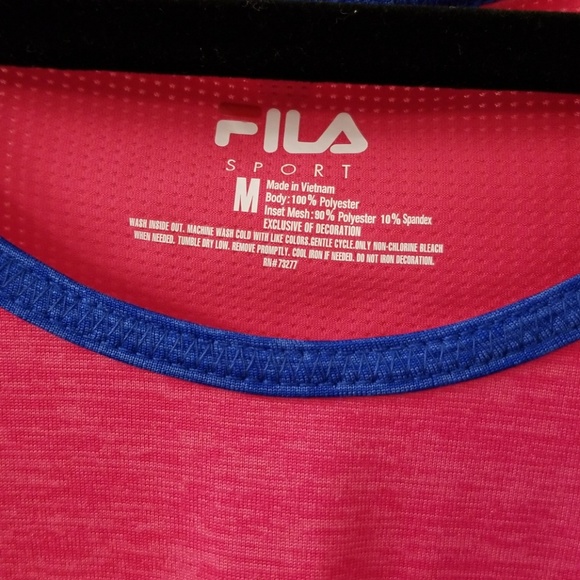 FILA
SPORT
M
Made in Vietnam
Body: 100% Polyester
Inset Mesh: 90% Polyester 10% Spandex
EXCLUSIVE OF DECORATION
WASH INSIDE OUT. MACHINE WASH COLD WITH LIKE COLORS.GENTLE CYCLE.ONLY NON-CHLORINE BLEACH
WHEN NEEDED. TUMBLE DRY LOW. REMOVE PROMPTLY. COOL IRON IF NEEDED. DO NOT IRON DECORATION.
RN# 73277